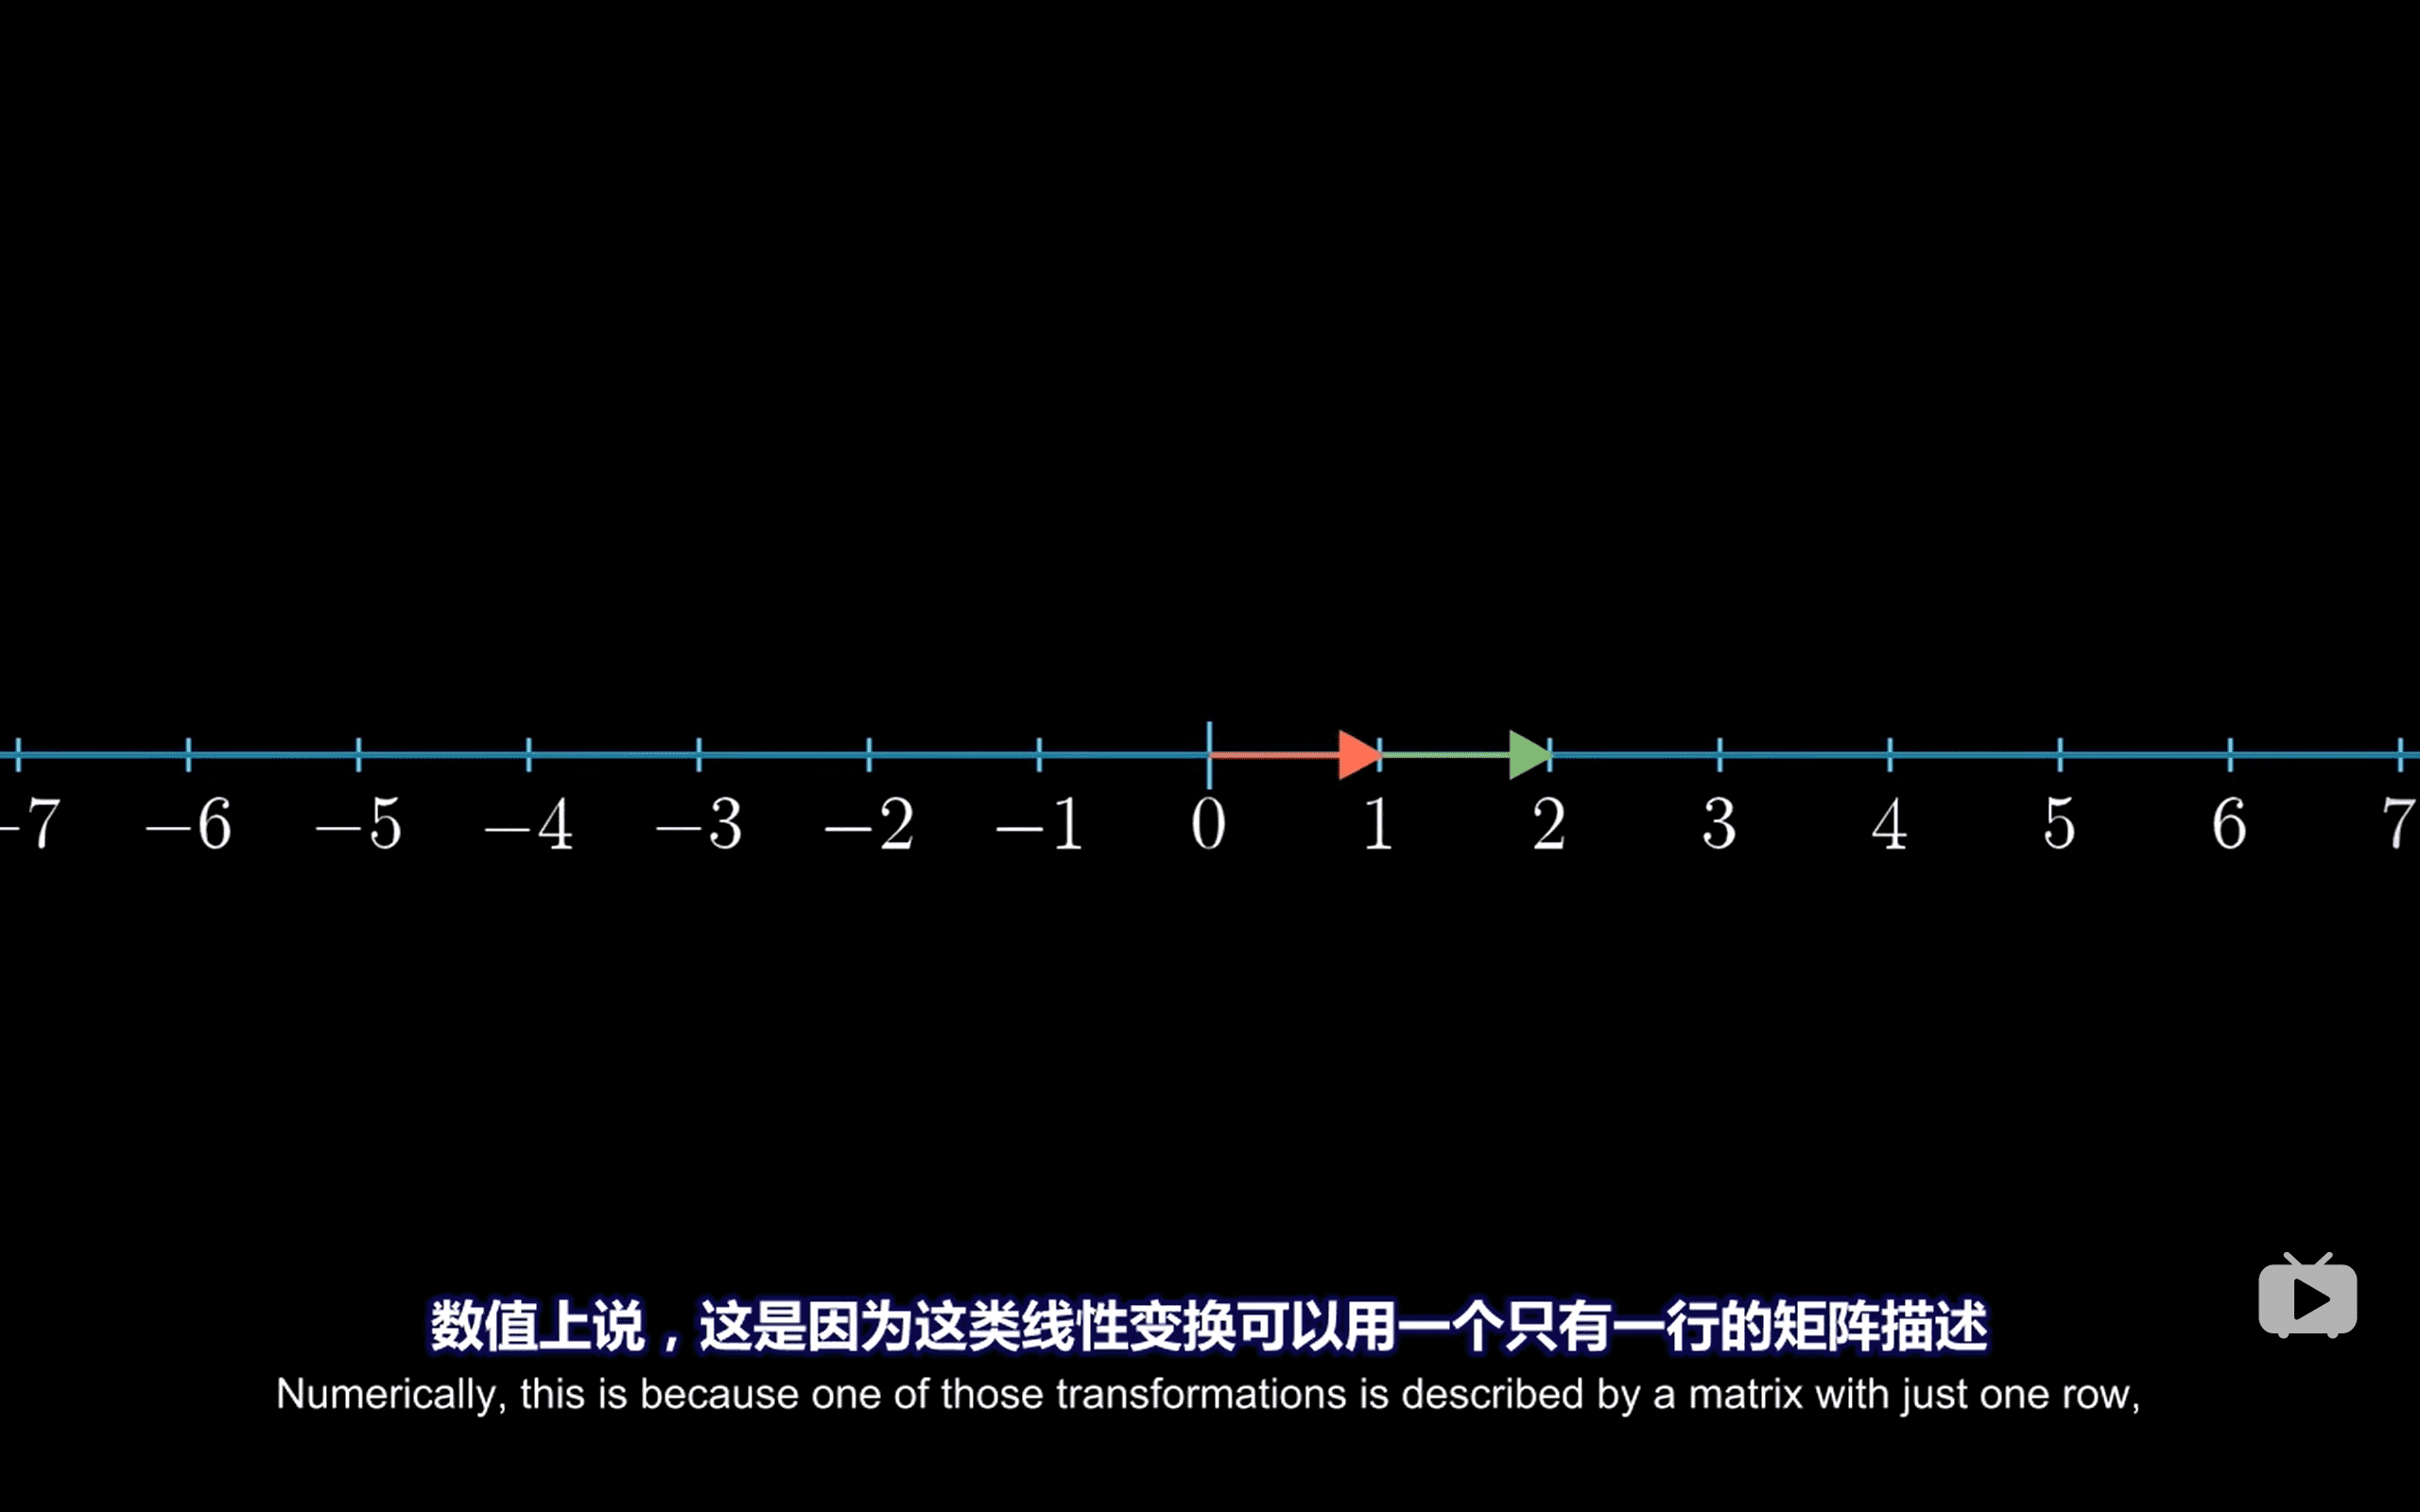 −7 −6 −5 −4 −3 −2 −1 0 1 2 3 4 5 6 7
数值上说，这是因为这类线性变换可以用一个只有一行的矩阵描述
Numerically, this is because one of those transformations is described by a matrix with just one row,